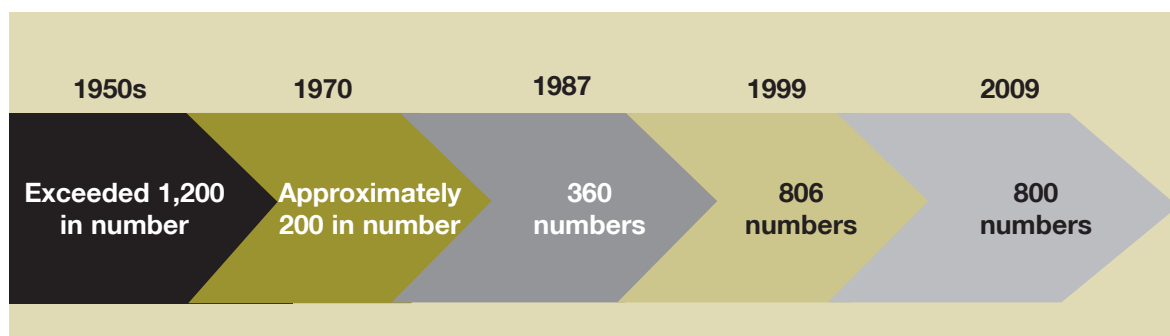 1950s
1970
1987
1999
2009
Exceeded 1,200
in number
Approximately
200 in number
360
numbers
806
numbers
800
numbers